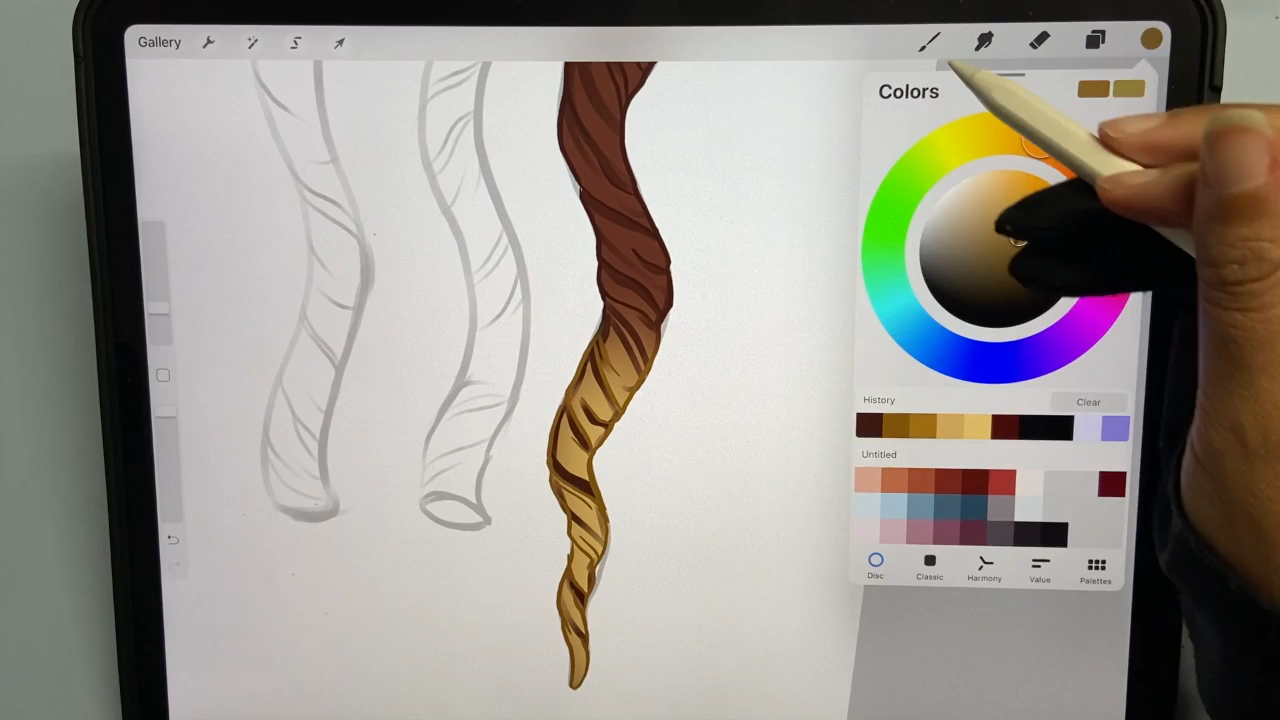 Gallery
Colors
History
Clear
Untitled
Disc
Classic
Harmony
Value
Palettes